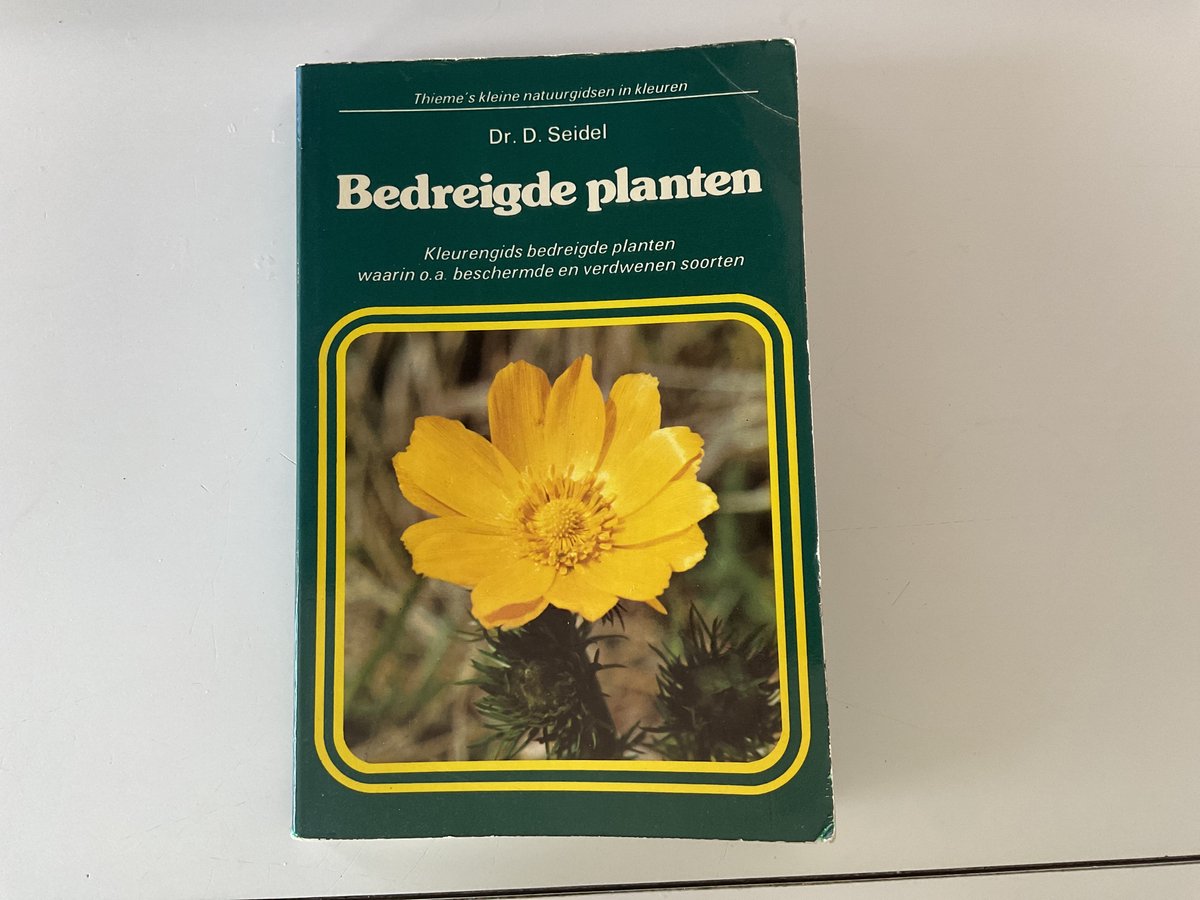 Thieme's kleine natuurgidsen in kleuren
Dr. D. Seidel
Bedreigde planten
Kleurengids bedreigde planten
waarin o.a. beschermde en verdwenen soorten